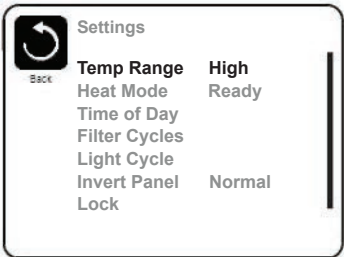 Settings
Back
Temp Range High
Heat Mode Ready
Time of Day
Filter Cycles
Light Cycle
Invert Panel Normal
Lock